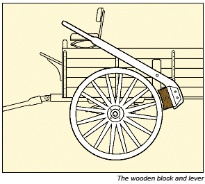 The wooden block and lever